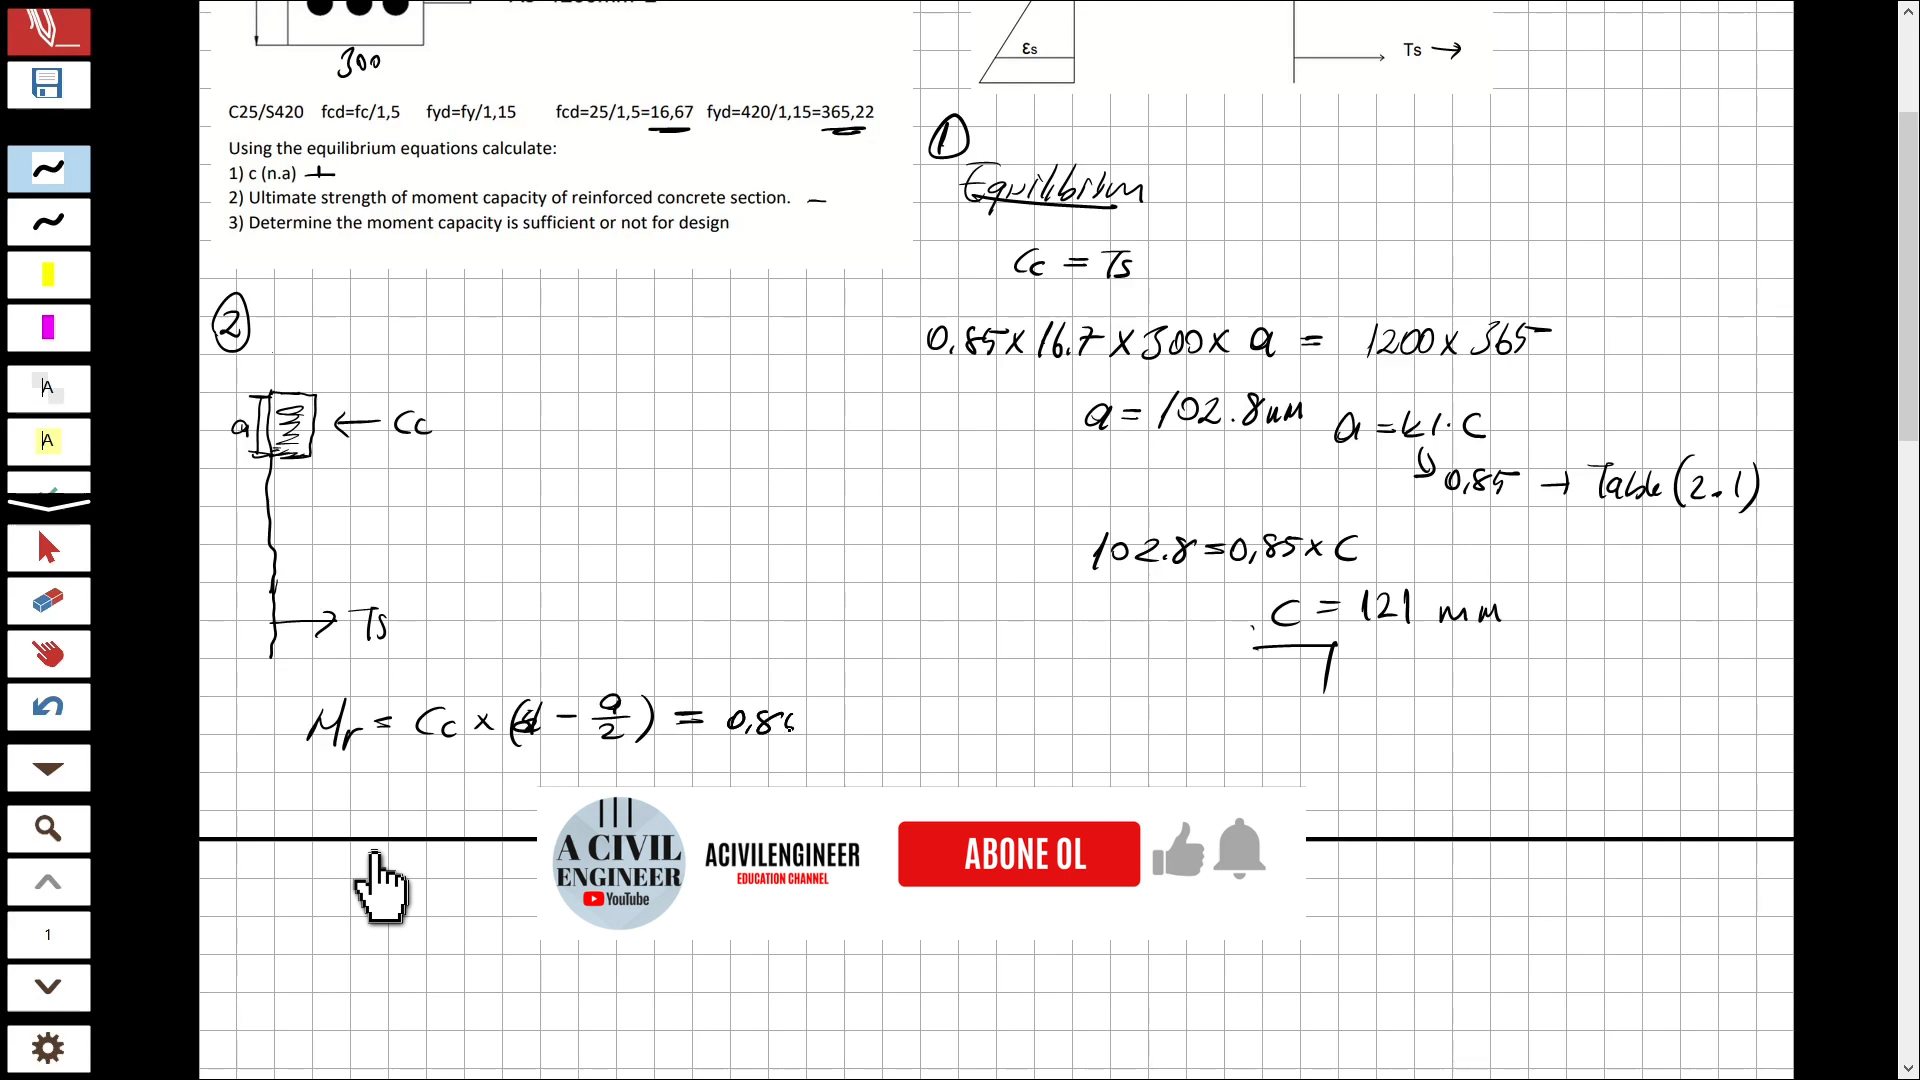 300
εs
Ts →
C25/S420 fcd=fc/1,5 fyd=fy/1,15 fcd=25/1,5=16,67 fyd=420/1,15=365,22
Using the equilibrium equations calculate:
1) c (n.a)
2) Ultimate strength of moment capacity of reinforced concrete section.
3) Determine the moment capacity is sufficient or not for design
1
Equilibrium
Cc = Ts
0.85 x 16.7 x 300 x a = 1200 x 365
a = 102.8 mm a = k1.C
0,85 → Table (2.1)
102.8 = 0,85 x C
C = 121 mm
2
a ← Cc
→ Ts
Mr = Cc x (d - a/2) = 0,85
A CIVIL
ENGINEER
YouTube
ACIVILENGINEER
EDUCATION CHANNEL
ABONE OL
A
A
1